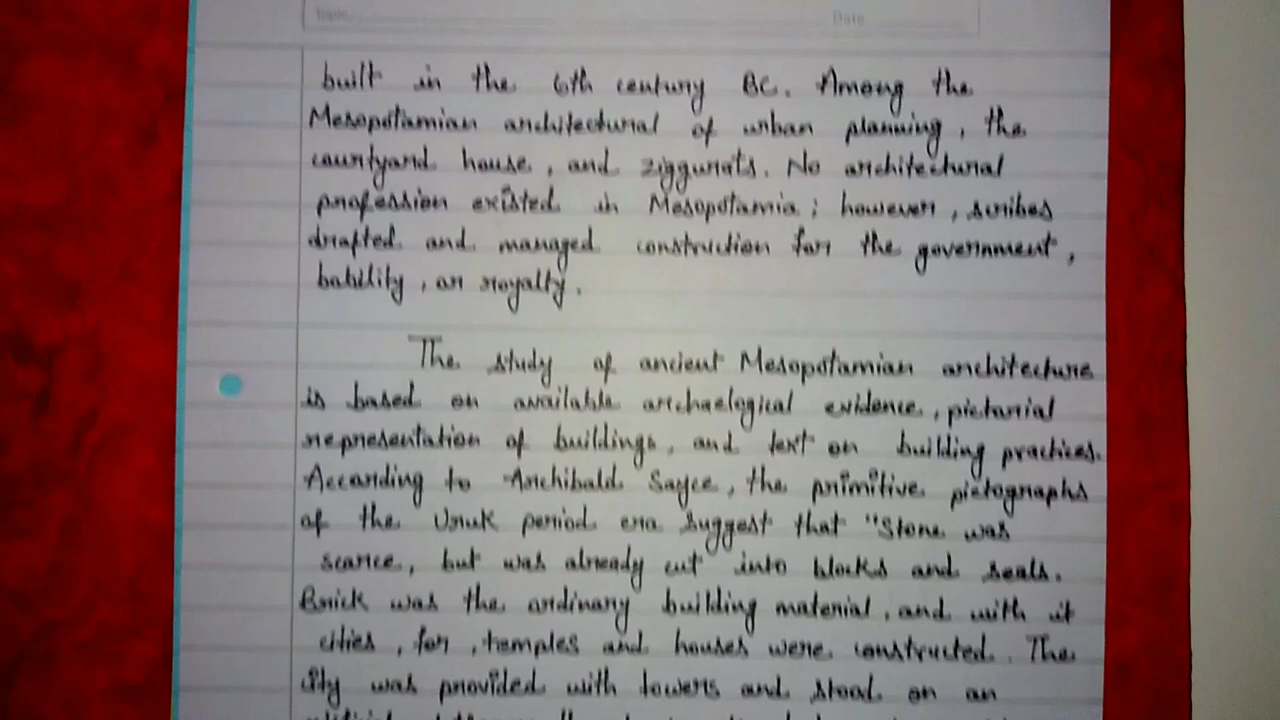 Date
built in the 6th century BC. Among the
Mesopotamian architectural of urban planning, the
courtyard house, and ziggurats. No architectural
profession existed in Mesopotamia; however, scribes
drafted and managed construction for the government,
bability, or royalty.
The study of ancient Mesopotamian architecture
is based on available archaelogical evidence, pictorial
representation of buildings, and text on building practices.
According to Archibald Sayce, the primitive pictographs
of the Uruk period era suggest that "Stone was
scarce, but was already cut into blocks and seals.
Brick was the ordinary building material, and with it
cities, for, temples and houses were constructed. The
city was provided with towers and stood on an